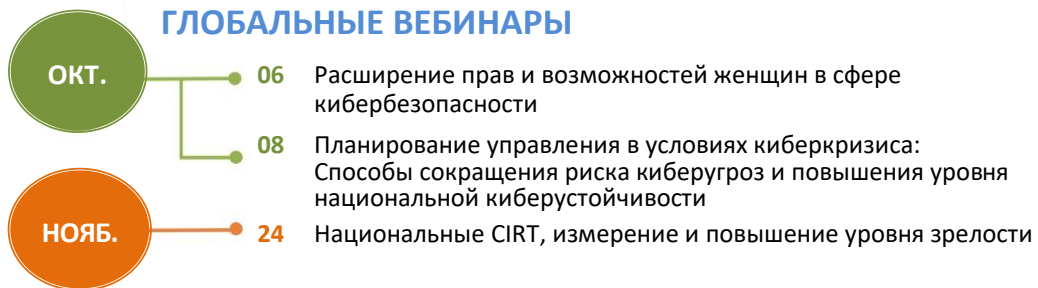 ГЛОБАЛЬНЫЕ ВЕБИНАРЫ
ОКТ.
06 Расширение прав и возможностей женщин в сфере
кибербезопасности
08 Планирование управления в условиях киберкризиса:
Способы сокращения риска киберугроз и повышения уровня
национальной киберустойчивости
НОЯБ.
24 Национальные CIRT, измерение и повышение уровня зрелости